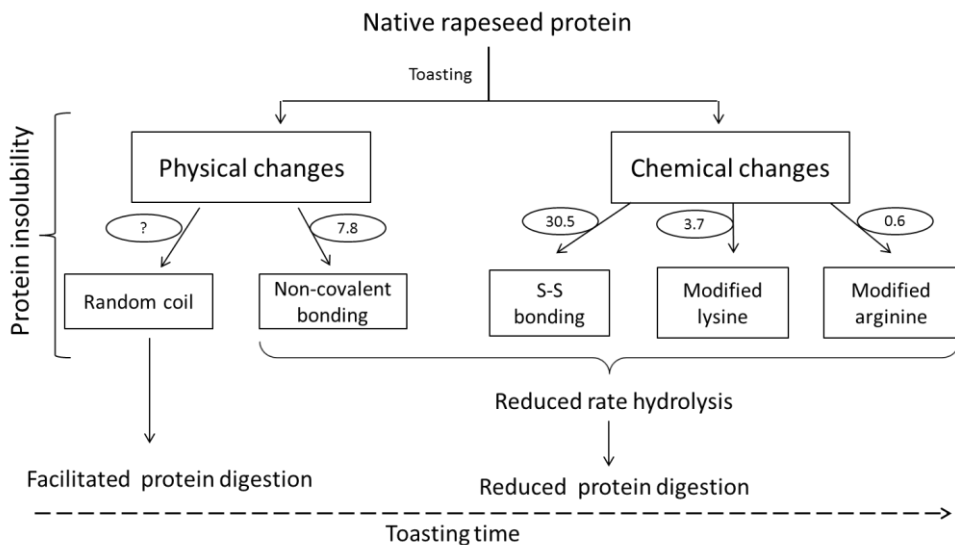 Native rapeseed protein
Toasting
Protein insolubility
Physical changes
Chemical changes
?
7.8
30.5
3.7
0.6
Random coil
Non-covalent
bonding
S-S
bonding
Modified
lysine
Modified
arginine
Reduced rate hydrolysis
Facilitated protein digestion
Reduced protein digestion
Toasting time